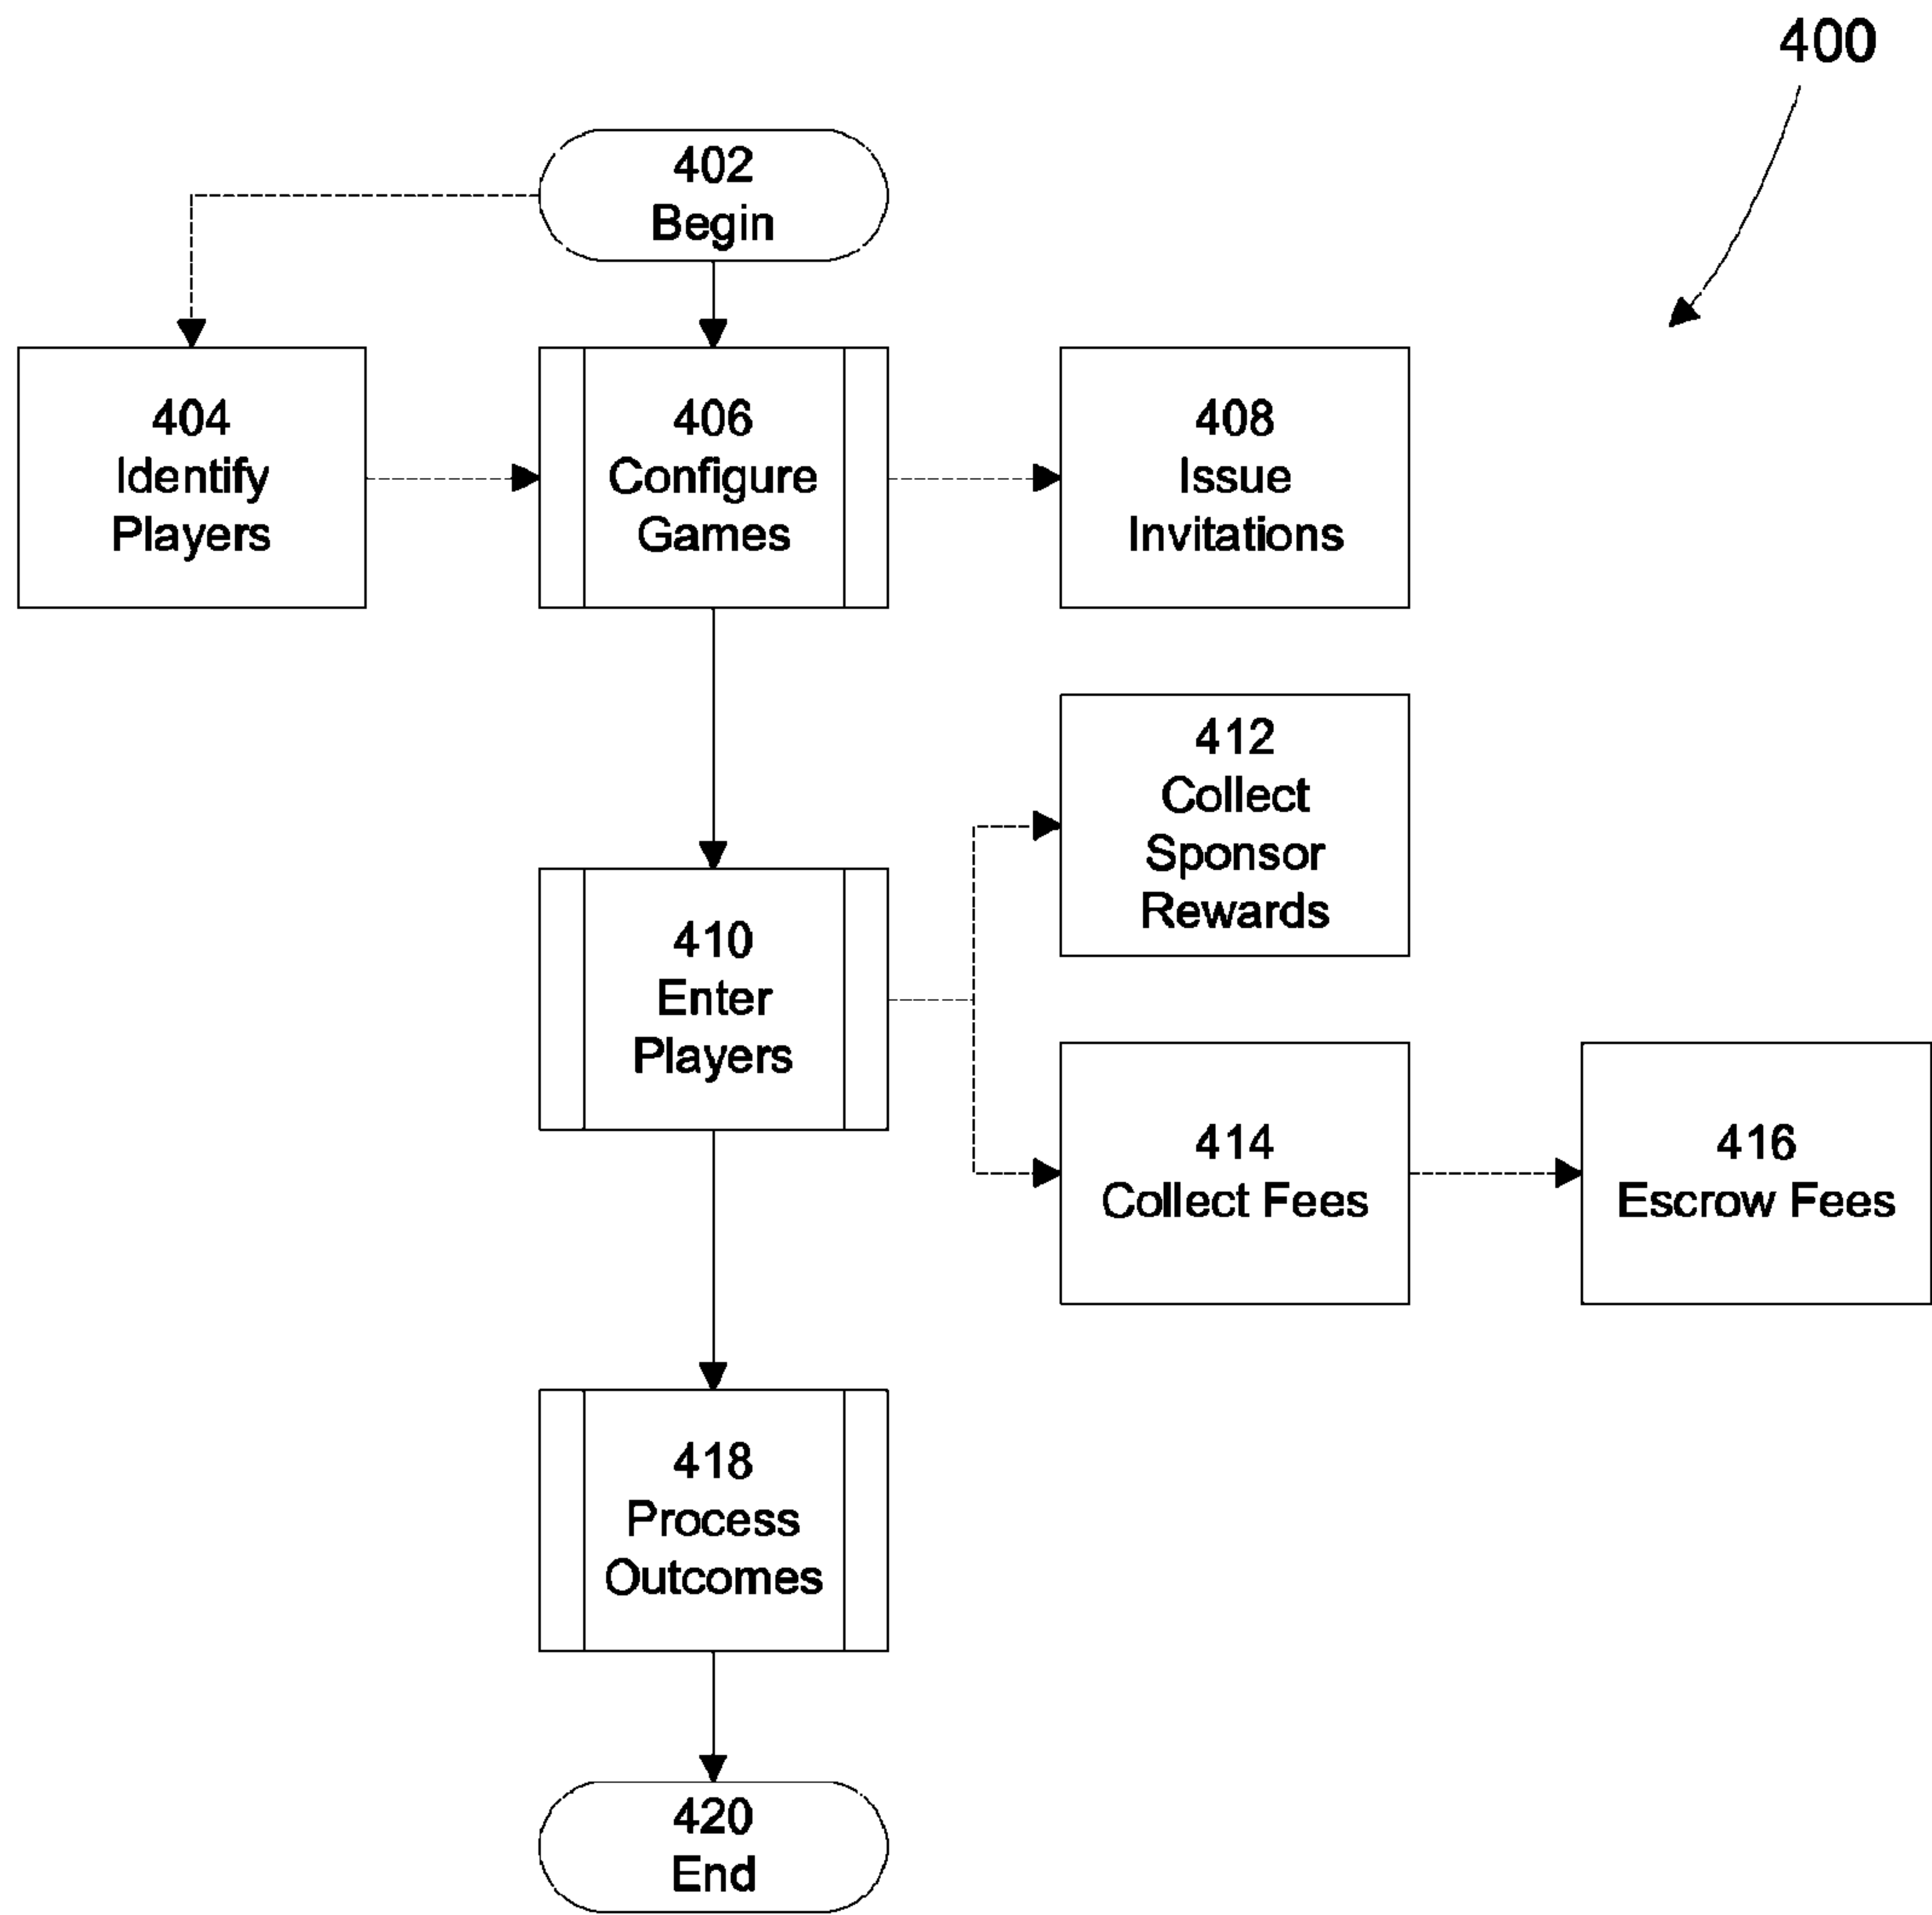 400
402
Begin
404
Identify
Players
406
Configure
Games
408
Issue
Invitations
412
Collect
Sponsor
Rewards
410
Enter
Players
414
Collect Fees
416
Escrow Fees
418
Process
Outcomes
420
End